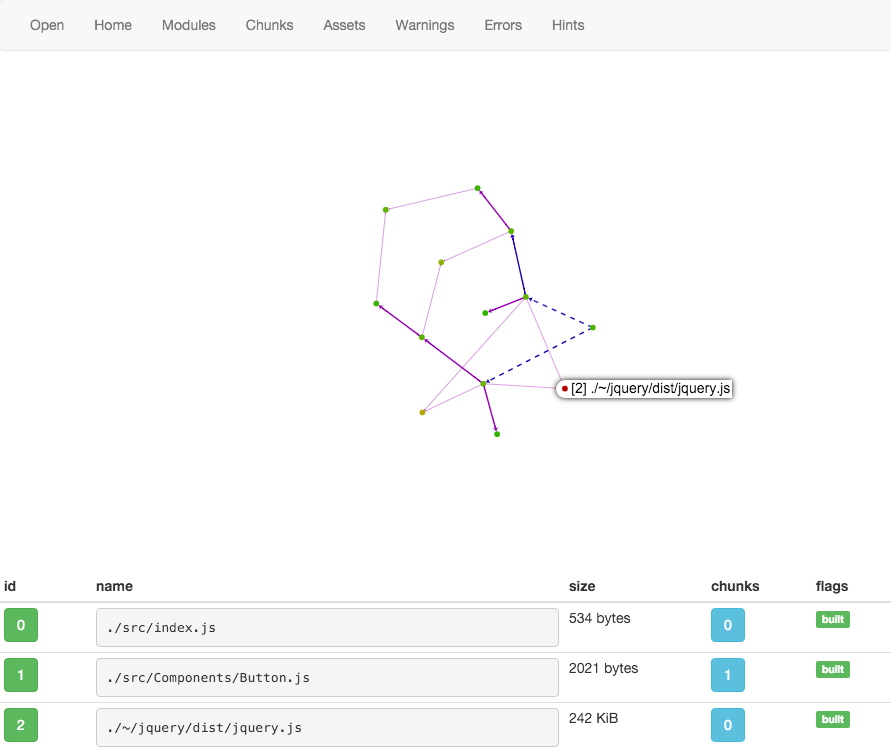 Open Home Modules Chunks Assets Warnings Errors Hints
[2] ./~/jquery/dist/jquery.js
id name size chunks flags
0 ./src/index.js 534 bytes 0 built
1 ./src/Components/Button.js 2021 bytes 1 built
2 ./~/jquery/dist/jquery.js 242 KiB 0 built